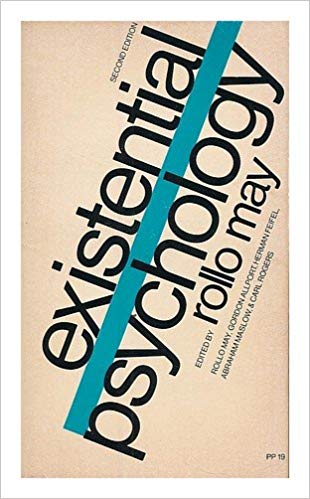 SECOND EDITION
existential
psychology
EDITED BY
rollo may
ROLLO MAY, GORDON ALLPORT, HERMAN FEIFEL,
ABRAHAM MASLOW, & CARL ROGERS
PP 19